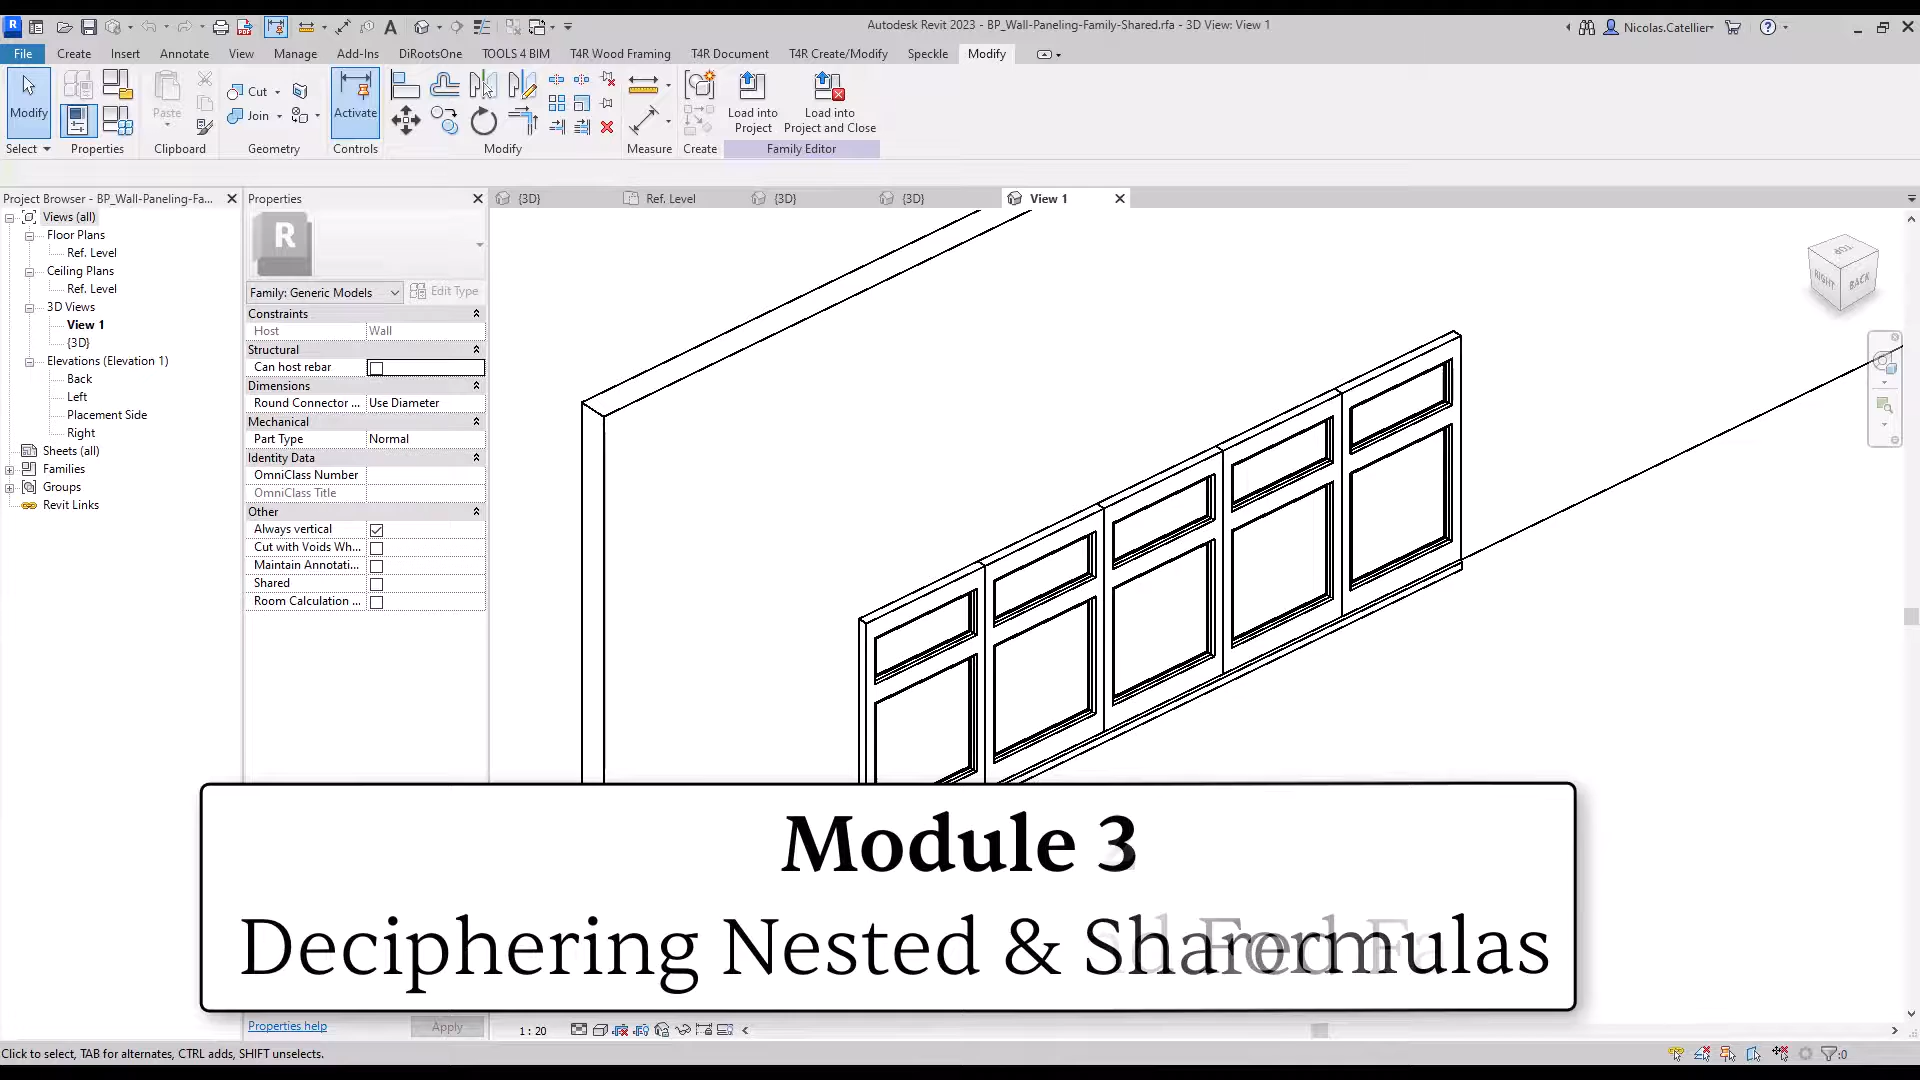 Autodesk Revit 2023 - BP_Wall-Paneling-Family-Shared.rfa - 3D View: View 1
Nicolas.Catellier
File Create Insert Annotate View Manage Add-Ins DiRootsOne TOOLS 4 BIM T4R Wood Framing T4R Document T4R Create/Modify Speckle Modify
Modify
Paste
Cut
Join
Activate
Load into Project
Load into Project and Close
Select Properties Clipboard Geometry Controls Modify Measure Create Family Editor
Project Browser - BP_Wall-Paneling-Fa...
Properties
{3D}
Ref. Level
{3D}
{3D}
View 1
Views (all)
Floor Plans
Ref. Level
Ceiling Plans
Ref. Level
3D Views
View 1
{3D}
Elevations (Elevation 1)
Back
Left
Placement Side
Right
Sheets (all)
Families
Groups
Revit Links
R
Family: Generic Models
Edit Type
Constraints
Host Wall
Structural
Can host rebar
Dimensions
Round Connector ... Use Diameter
Mechanical
Part Type Normal
Identity Data
OmniClass Number
OmniClass Title
Other
Always vertical
Cut with Voids Wh...
Maintain Annotati...
Shared
Room Calculation ...
TOP
RIGHT
BACK
Module 3
Deciphering Nested &
Properties help
Apply
1 : 20
Click to select, TAB for alternates, CTRL adds, SHIFT unselects.
:0